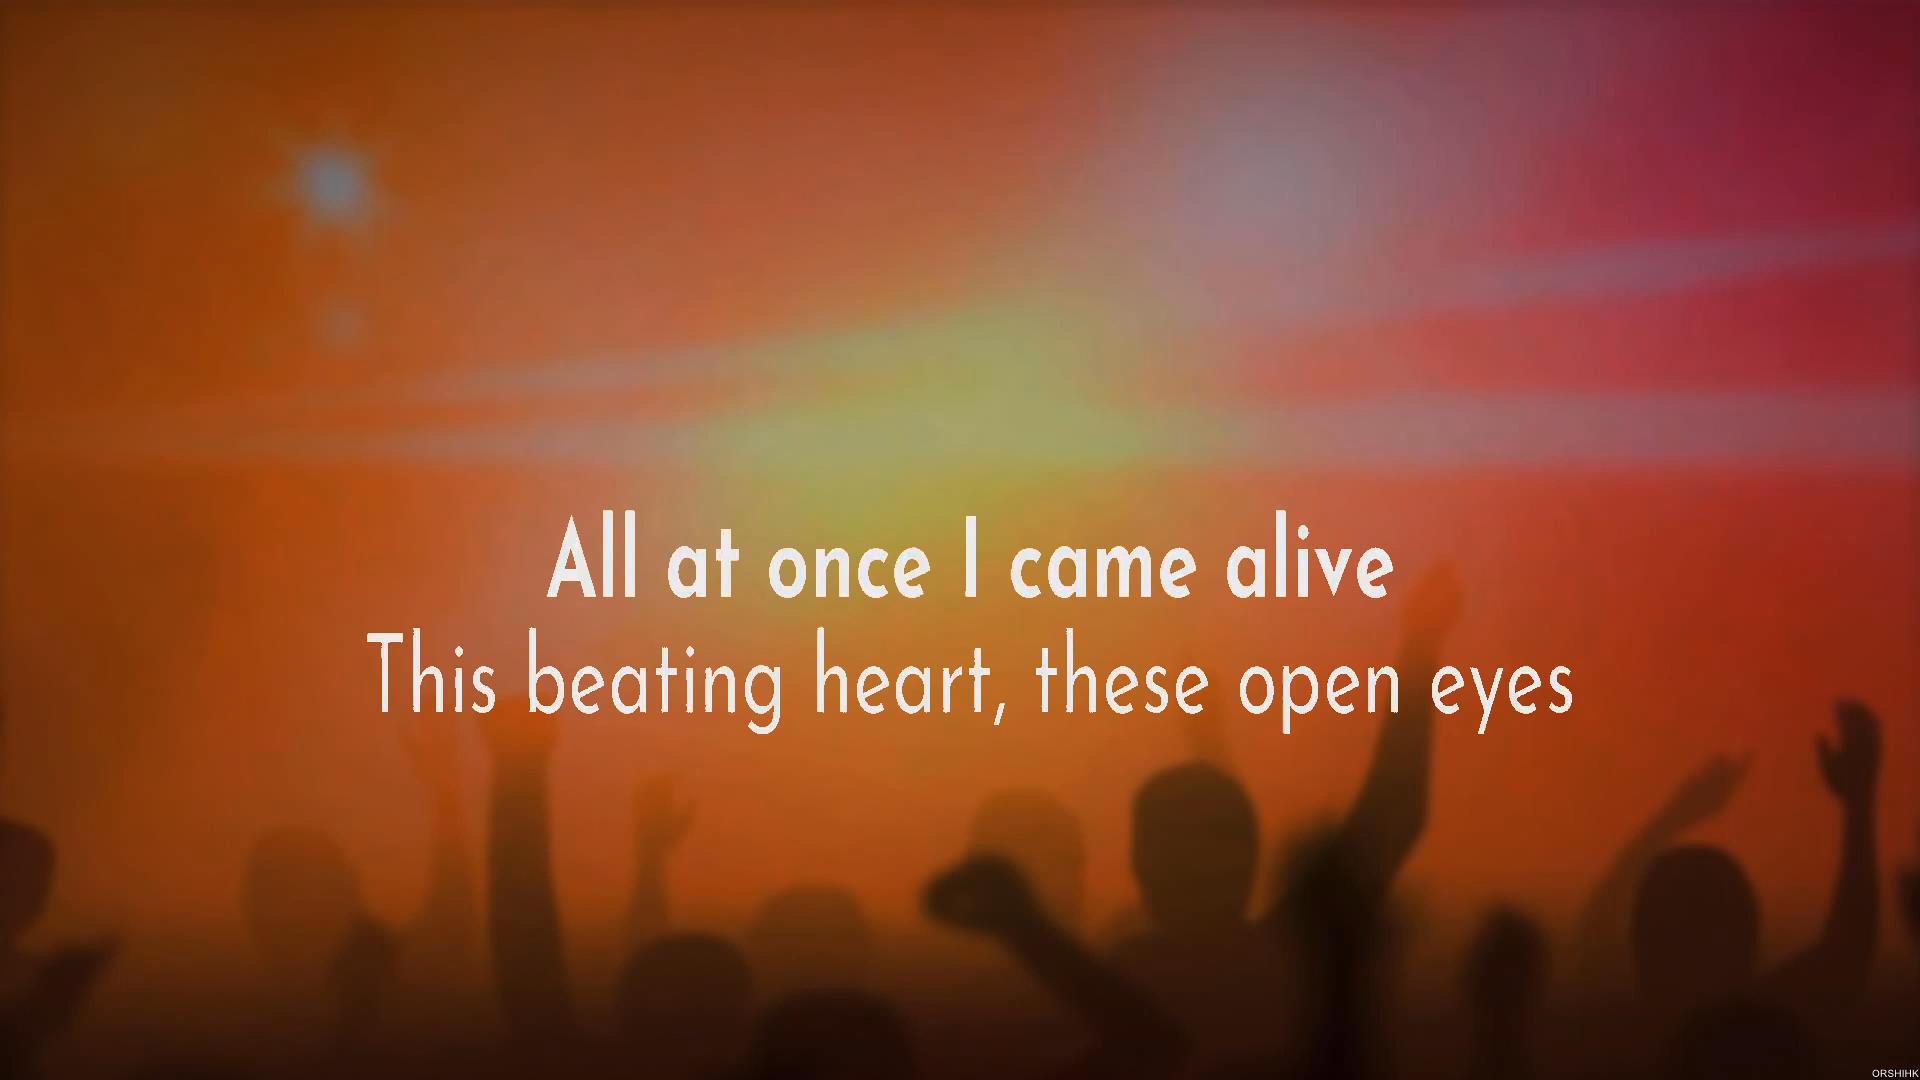 All at once I came alive
This beating heart, these open eyes
ORSHIHK